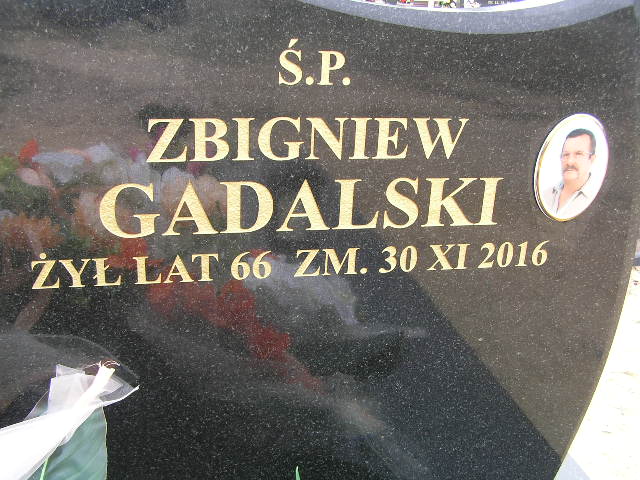 Ś.P.
ZBIGNIEW
GADALSKI
ŻYŁ LAT 66 ZM. 30 XI 2016